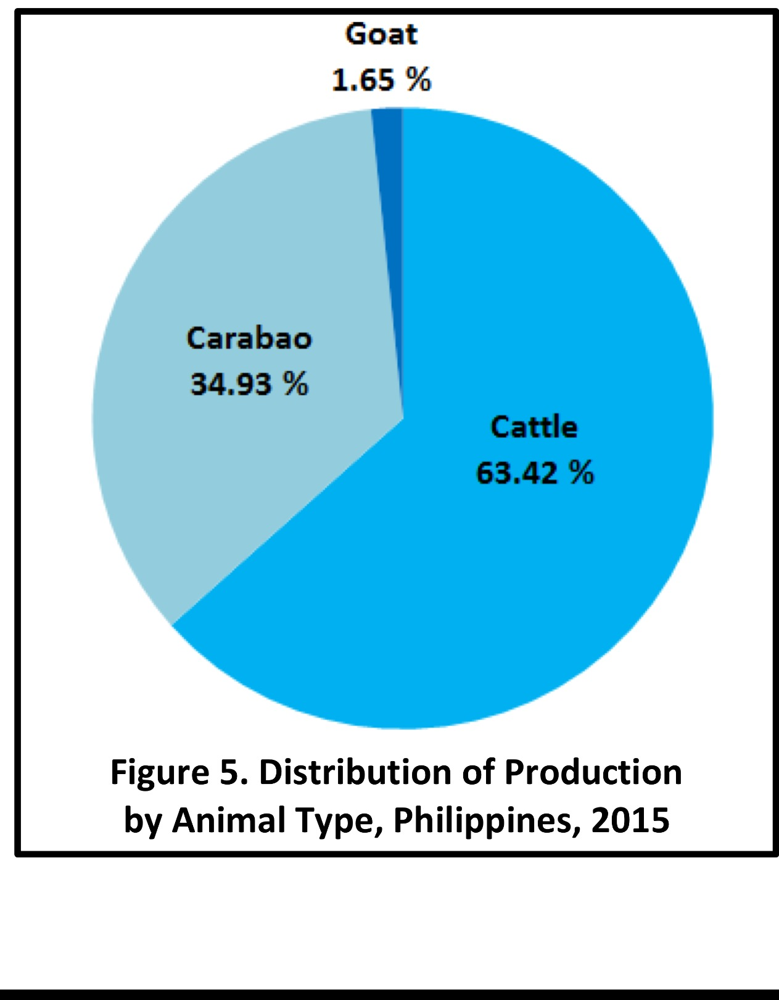 Goat
1.65 %
Carabao
34.93 %
Cattle
63.42 %
Figure 5. Distribution of Production
by Animal Type, Philippines, 2015